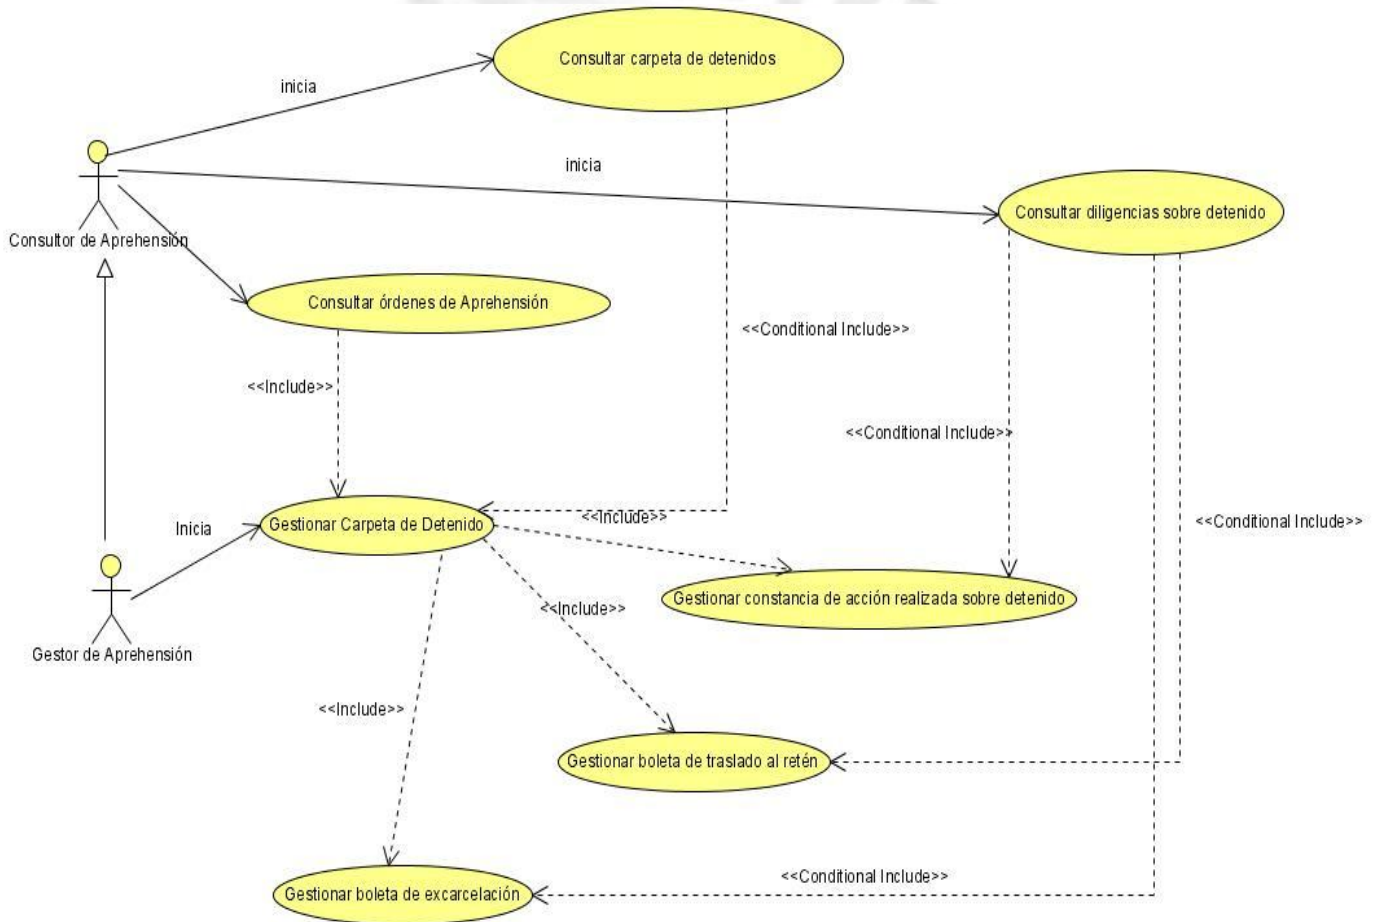 Consultar carpeta de detenidos
inicia
inicia
Consultar diligencias sobre detenido
Consultor de Aprehensión
Consultar órdenes de Aprehensión
<<Conditional Include>>
<<Include>>
<<Conditional Include>>
Gestionar Carpeta de Detenido
<<Include>>
<<Conditional Include>>
Inicia
Gestionar constancia de acción realizada sobre detenido
<<Include>>
Gestor de Aprehensión
<<Include>>
Gestionar boleta de traslado al retén
<<Conditional Include>>
Gestionar boleta de excarcelación